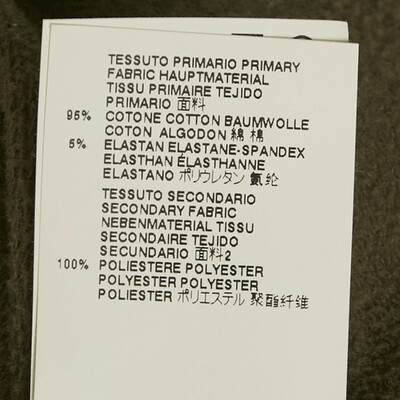 TESSUTO PRIMARIO PRIMARY
FABRIC HAUPTMATERIAL
TISSU PRIMAIRE TEJIDO
PRIMARIO 面料
95% COTONE COTTON BAUMWOLLE
COTON ALGODON 綿 棉
5% ELASTAN ELASTANE-SPANDEX
ELASTHAN ÉLASTHANNE
ELASTANO ポリウレタン 氨纶
TESSUTO SECONDARIO
SECONDARY FABRIC
NEBENMATERIAL TISSU
SECONDAIRE TEJIDO
SECUNDARIO 面料2
100% POLIESTERE POLYESTER
POLYESTER POLYESTER
POLIESTER ポリエステル 聚酯纤维